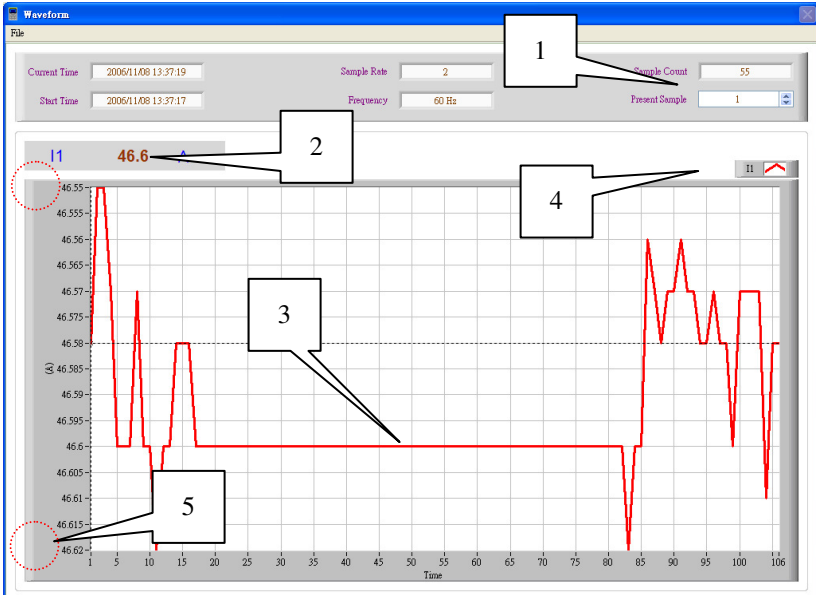 Waveform
File
Current Time 2006/11/08 13:37:19 Sample Rate 2 Sample Count 55
Start Time 2006/11/08 13:37:17 Frequency 60 Hz Present Sample 1
1
I1 46.6 A
2
I1
4
46.55
46.555
46.56
46.565
46.57
46.575
46.58
46.585
46.59
46.595
46.6
46.605
46.61
46.615
46.62
(A)
3
5
1 5 10 15 20 25 30 35 40 45 50 55 60 65 70 75 80 85 90 95 100 106
Time